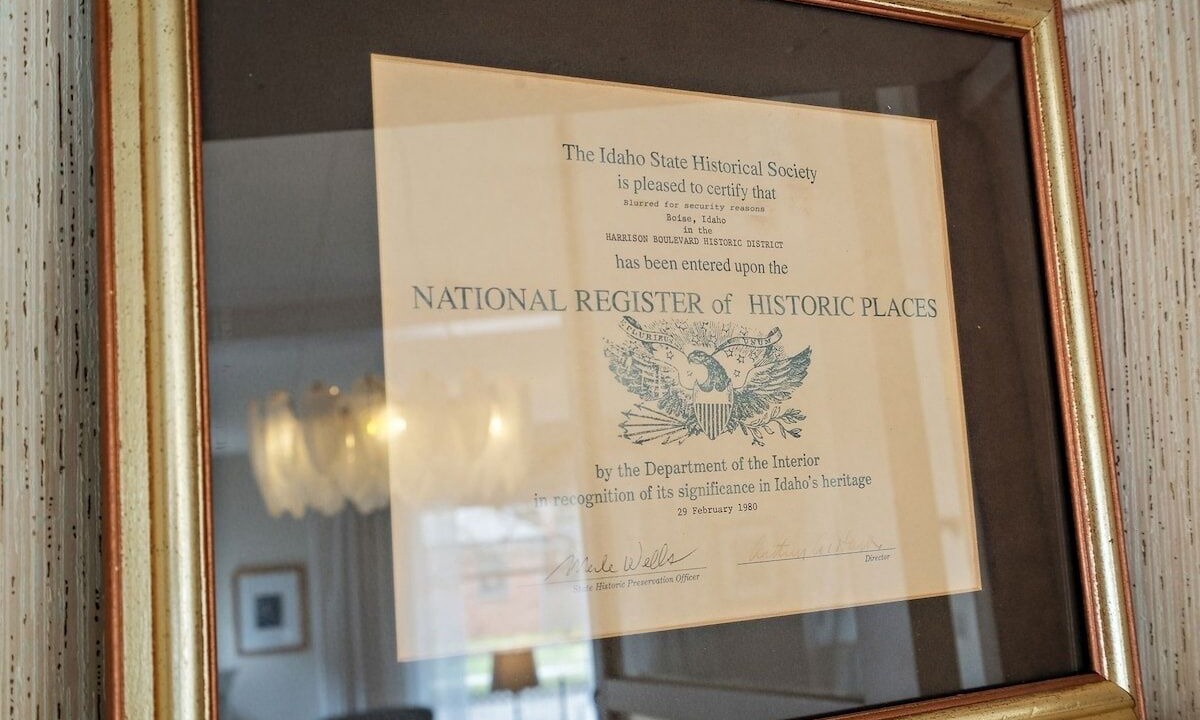 The Idaho State Historical Society
is pleased to certify that
Blurred for security reasons
Boise, Idaho
in the
HARRISON BOULEVARD HISTORIC DISTRICT
has been entered upon the
NATIONAL REGISTER of HISTORIC PLACES
E PLURIBUS UNUM
by the Department of the Interior
in recognition of its significance in Idaho's heritage
29 February 1980
Merle Wells
State Historic Preservation Officer
Director